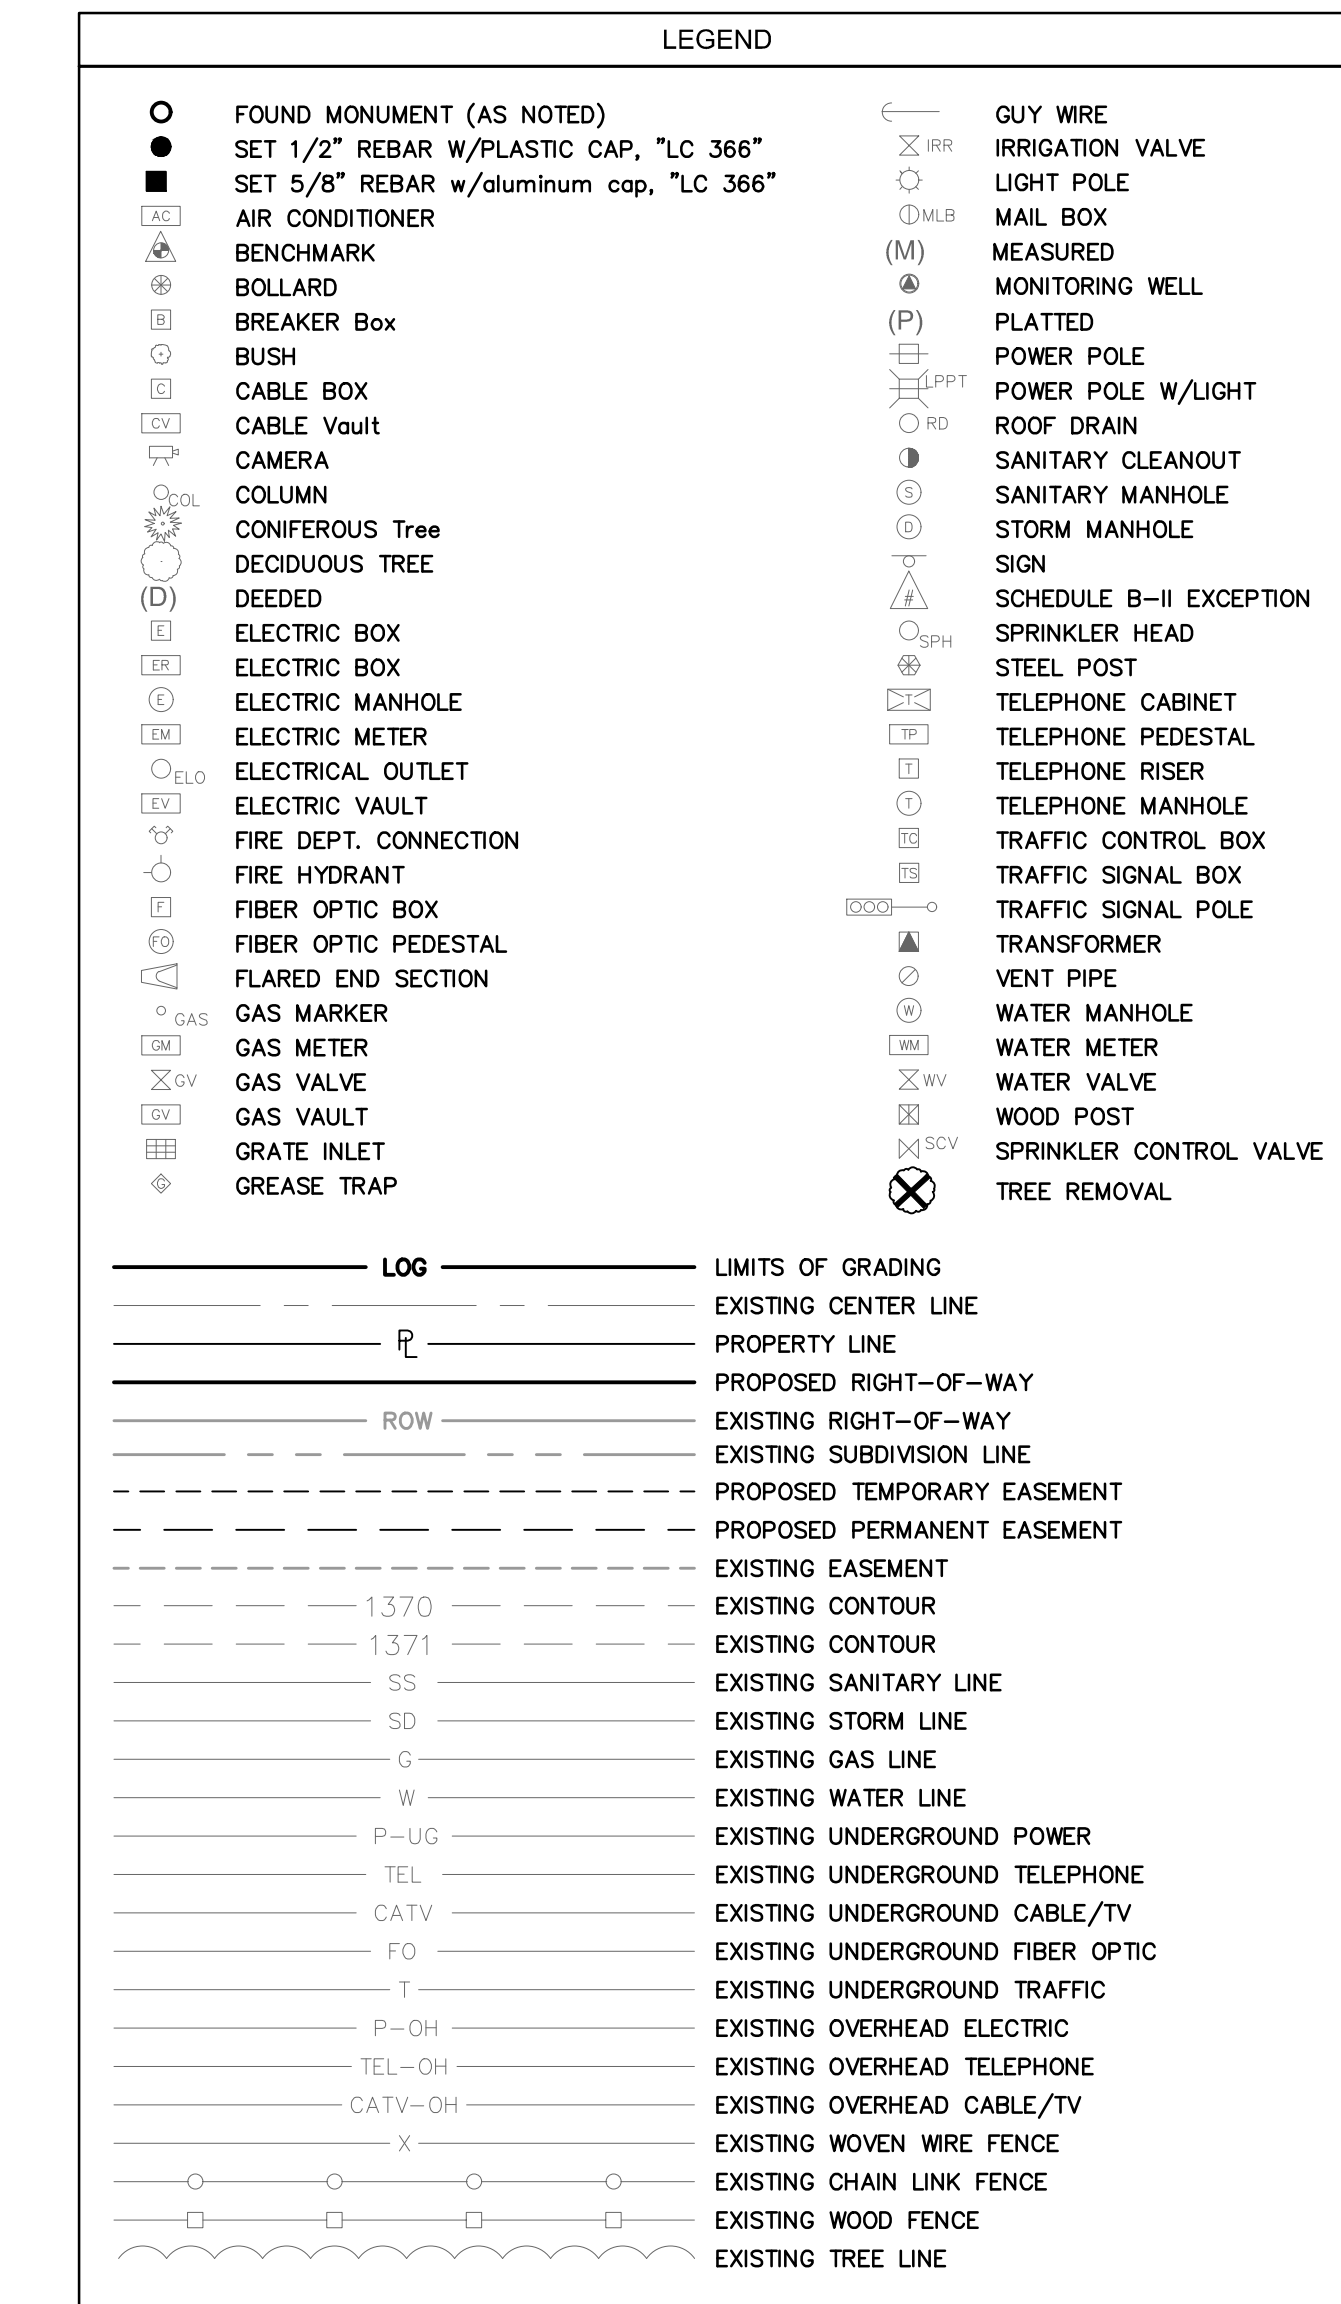 LEGEND
FOUND MONUMENT (AS NOTED)
SET 1/2" REBAR W/PLASTIC CAP, "LC 366"
SET 5/8" REBAR w/aluminum cap, "LC 366"
AC AIR CONDITIONER
BENCHMARK
BOLLARD
B BREAKER Box
BUSH
C CABLE BOX
CV CABLE Vault
CAMERA
COL COLUMN
CONIFEROUS Tree
DECIDUOUS TREE
(D) DEEDED
E ELECTRIC BOX
ER ELECTRIC BOX
E ELECTRIC MANHOLE
EM ELECTRIC METER
ELO ELECTRICAL OUTLET
EV ELECTRIC VAULT
FIRE DEPT. CONNECTION
FIRE HYDRANT
F FIBER OPTIC BOX
FO FIBER OPTIC PEDESTAL
FLARED END SECTION
GAS GAS MARKER
GM GAS METER
GV GAS VALVE
GV GAS VAULT
GRATE INLET
G GREASE TRAP
GUY WIRE
IRR IRRIGATION VALVE
LIGHT POLE
MLB MAIL BOX
(M) MEASURED
MONITORING WELL
(P) PLATTED
POWER POLE
LPPT POWER POLE W/LIGHT
RD ROOF DRAIN
SANITARY CLEANOUT
S SANITARY MANHOLE
D STORM MANHOLE
SIGN
# SCHEDULE B-II EXCEPTION
SPH SPRINKLER HEAD
STEEL POST
T TELEPHONE CABINET
TP TELEPHONE PEDESTAL
T TELEPHONE RISER
T TELEPHONE MANHOLE
TC TRAFFIC CONTROL BOX
TS TRAFFIC SIGNAL BOX
TRAFFIC SIGNAL POLE
TRANSFORMER
VENT PIPE
W WATER MANHOLE
WM WATER METER
WV WATER VALVE
WOOD POST
SCV SPRINKLER CONTROL VALVE
TREE REMOVAL
LOG LIMITS OF GRADING
EXISTING CENTER LINE
PL PROPERTY LINE
PROPOSED RIGHT-OF-WAY
ROW EXISTING RIGHT-OF-WAY
EXISTING SUBDIVISION LINE
PROPOSED TEMPORARY EASEMENT
PROPOSED PERMANENT EASEMENT
EXISTING EASEMENT
1370 EXISTING CONTOUR
1371 EXISTING CONTOUR
SS EXISTING SANITARY LINE
SD EXISTING STORM LINE
G EXISTING GAS LINE
W EXISTING WATER LINE
P-UG EXISTING UNDERGROUND POWER
TEL EXISTING UNDERGROUND TELEPHONE
CATV EXISTING UNDERGROUND CABLE/TV
FO EXISTING UNDERGROUND FIBER OPTIC
T EXISTING UNDERGROUND TRAFFIC
P-OH EXISTING OVERHEAD ELECTRIC
TEL-OH EXISTING OVERHEAD TELEPHONE
CATV-OH EXISTING OVERHEAD CABLE/TV
X EXISTING WOVEN WIRE FENCE
EXISTING CHAIN LINK FENCE
EXISTING WOOD FENCE
EXISTING TREE LINE